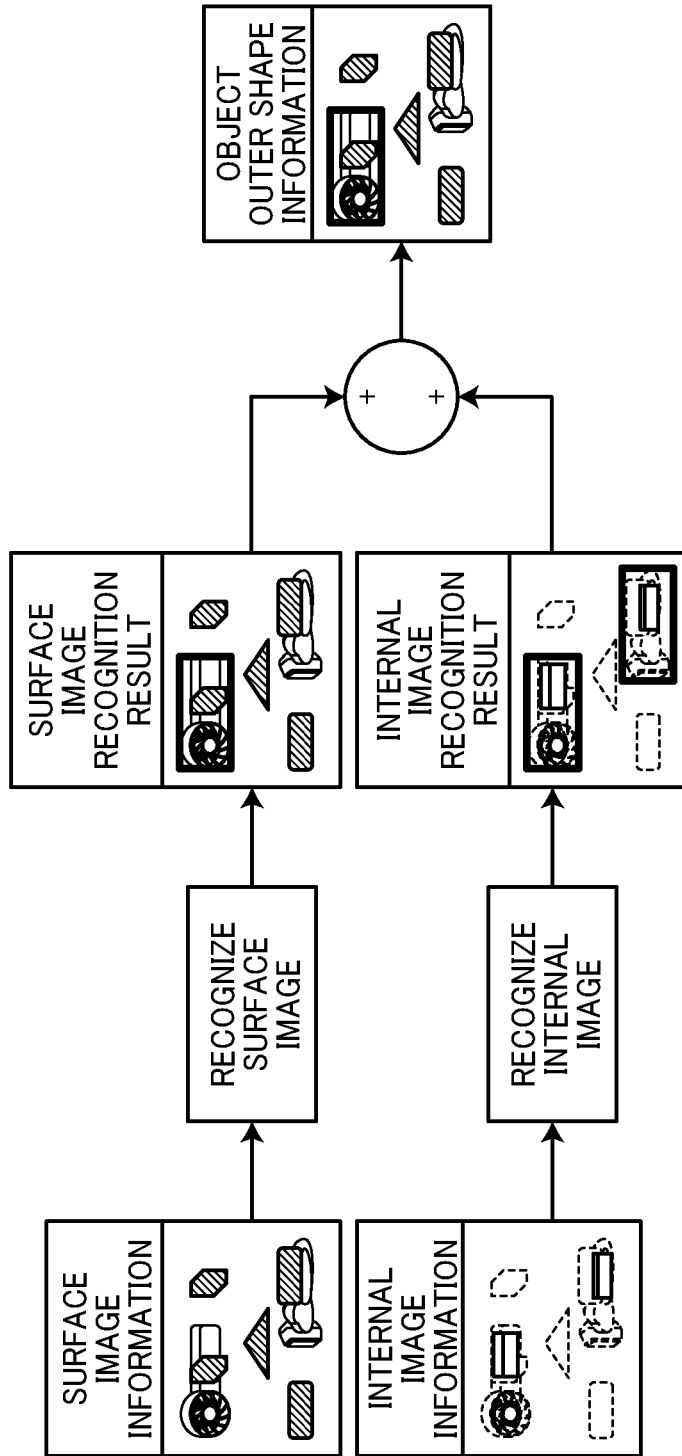 SURFACE
IMAGE
INFORMATION
RECOGNIZE
SURFACE
IMAGE
SURFACE
IMAGE
RECOGNITION
RESULT
INTERNAL
IMAGE
INFORMATION
RECOGNIZE
INTERNAL
IMAGE
INTERNAL
IMAGE
RECOGNITION
RESULT
+
+
OBJECT
OUTER SHAPE
INFORMATION